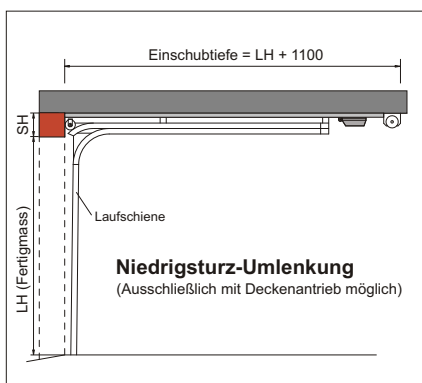 Einschubtiefe = LH + 1100
SH
LH (Fertigmass)
Laufschiene
Niedrigsturz-Umlenkung
(Ausschließlich mit Deckenantrieb möglich)